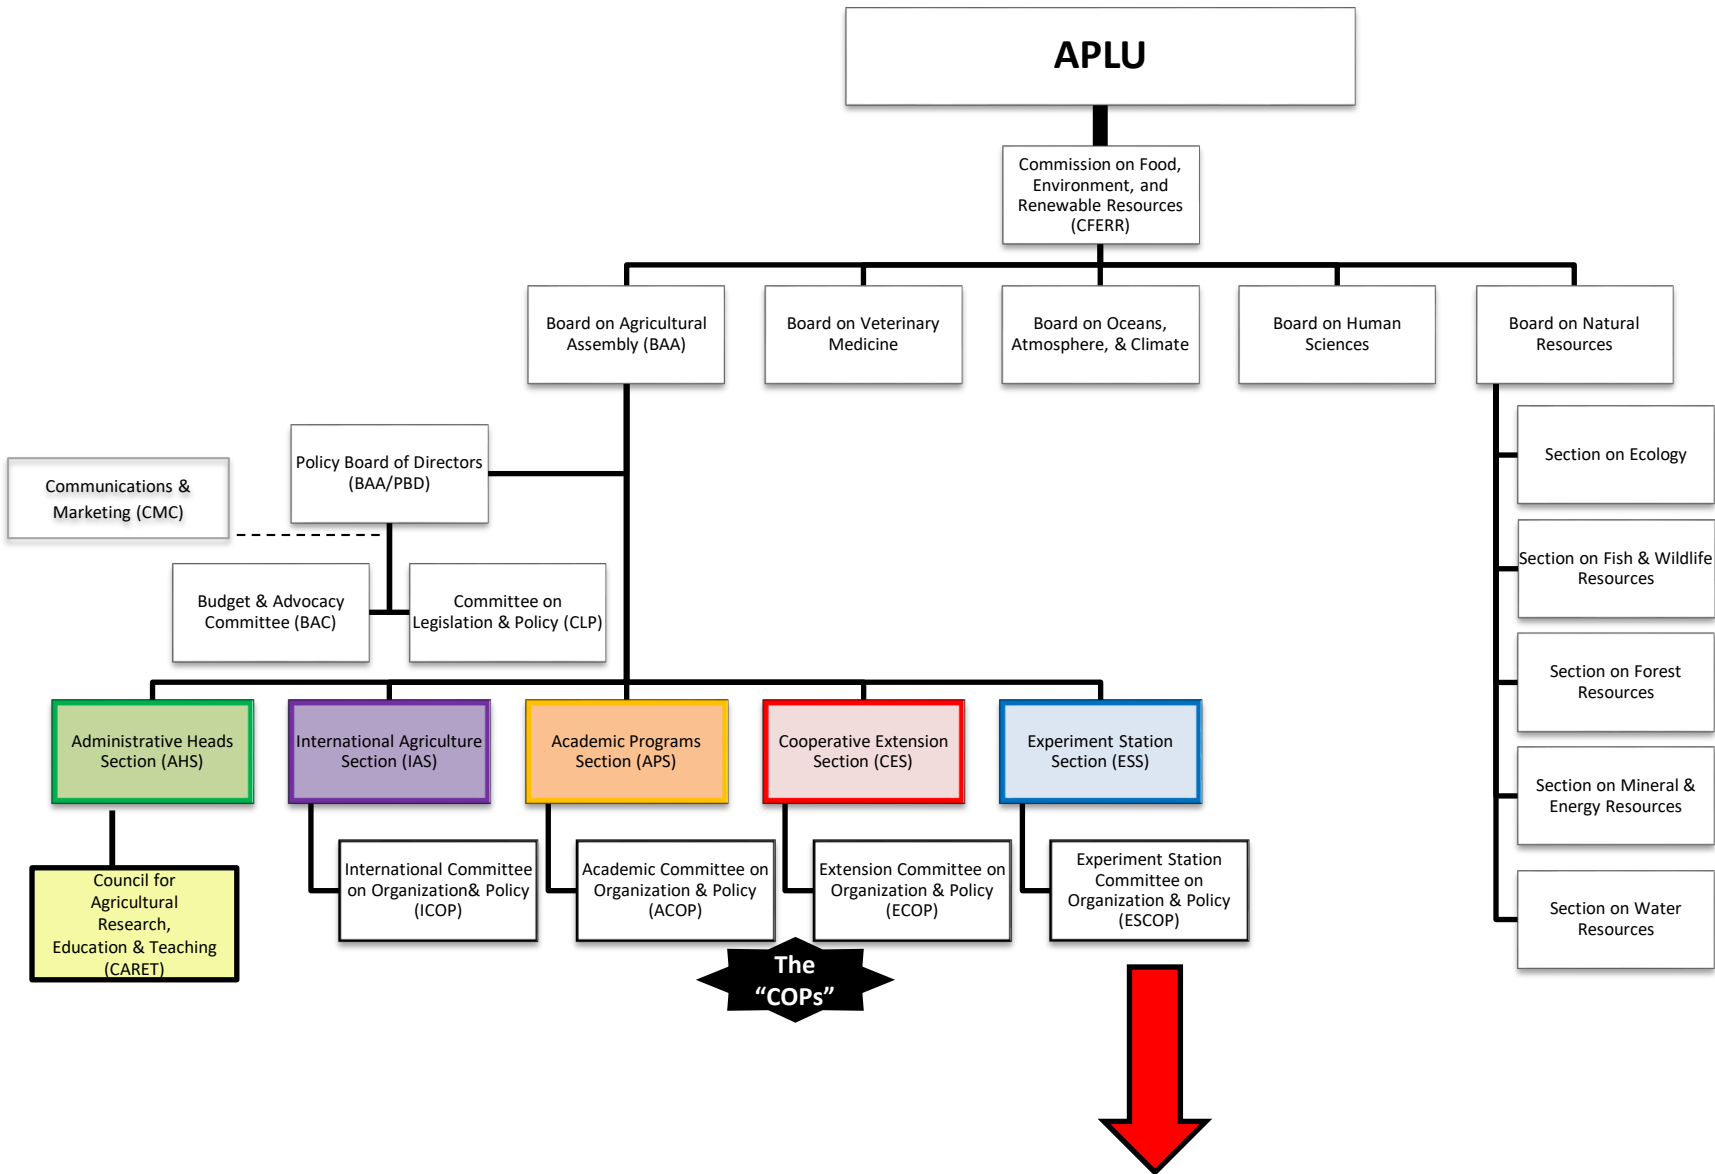 APLU
Commission on Food,
Environment, and
Renewable Resources
(CFERR)
Board on Agricultural
Assembly (BAA)
Board on Veterinary
Medicine
Board on Oceans,
Atmosphere, & Climate
Board on Human
Sciences
Board on Natural
Resources
Policy Board of Directors
(BAA/PBD)
Communications &
Marketing (CMC)
Budget & Advocacy
Committee (BAC)
Committee on
Legislation & Policy (CLP)
Section on Ecology
Section on Fish & Wildlife
Resources
Section on Forest
Resources
Section on Mineral &
Energy Resources
Section on Water
Resources
Administrative Heads
Section (AHS)
International Agriculture
Section (IAS)
Academic Programs
Section (APS)
Cooperative Extension
Section (CES)
Experiment Station
Section (ESS)
Council for
Agricultural
Research,
Education & Teaching
(CARET)
International Committee
on Organization& Policy
(ICOP)
Academic Committee on
Organization & Policy
(ACOP)
Extension Committee on
Organization & Policy
(ECOP)
Experiment Station
Committee on
Organization & Policy
(ESCOP)
The
“COPs”